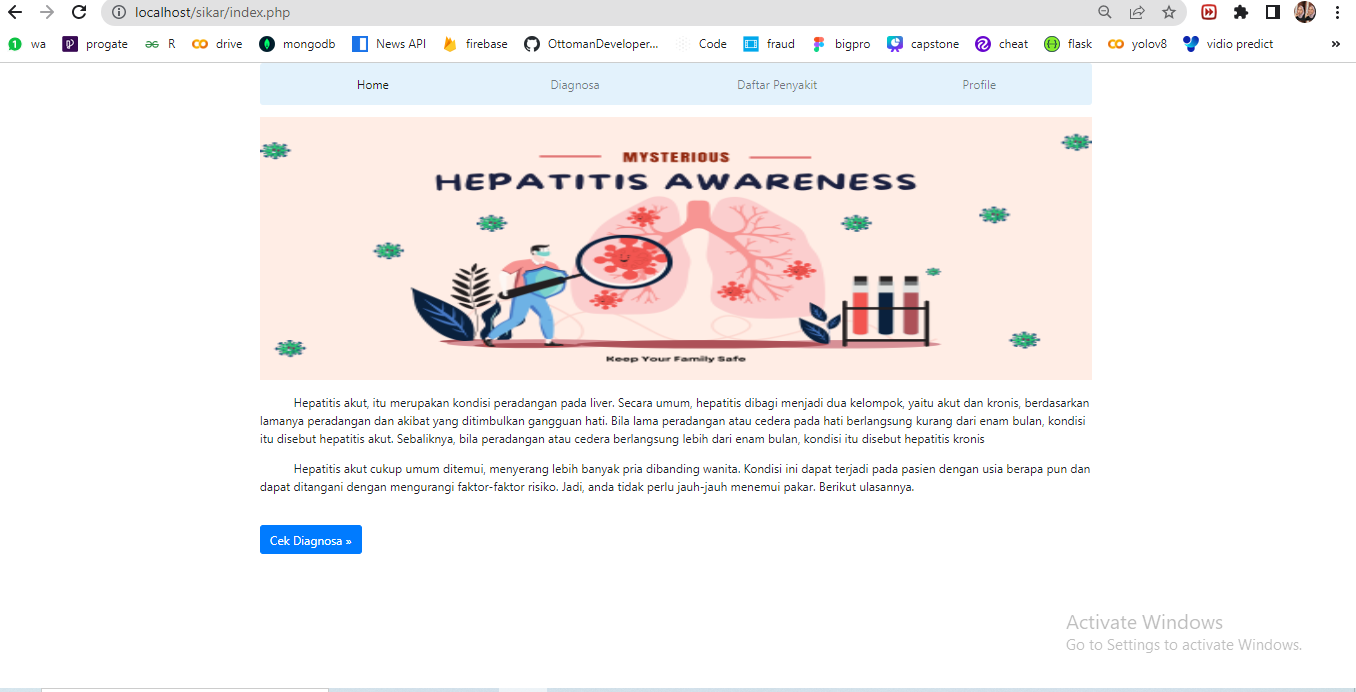 localhost/sikar/index.php
wa progate R drive mongodb News API firebase OttomanDeveloper... Code fraud bigpro capstone cheat flask yolov8 vidio predict »
Home Diagnosa Daftar Penyakit Profile
MYSTERIOUS
HEPATITIS AWARENESS
Keep Your Family Safe
Hepatitis akut, itu merupakan kondisi peradangan pada liver. Secara umum, hepatitis dibagi menjadi dua kelompok, yaitu akut dan kronis, berdasarkan
lamanya peradangan dan akibat yang ditimbulkan gangguan hati. Bila lama peradangan atau cedera pada hati berlangsung kurang dari enam bulan, kondisi
itu disebut hepatitis akut. Sebaliknya, bila peradangan atau cedera berlangsung lebih dari enam bulan, kondisi itu disebut hepatitis kronis
Hepatitis akut cukup umum ditemui, menyerang lebih banyak pria dibanding wanita. Kondisi ini dapat terjadi pada pasien dengan usia berapa pun dan
dapat ditangani dengan mengurangi faktor-faktor risiko. Jadi, anda tidak perlu jauh-jauh menemui pakar. Berikut ulasannya.
Cek Diagnosa »
Activate Windows
Go to Settings to activate Windows.